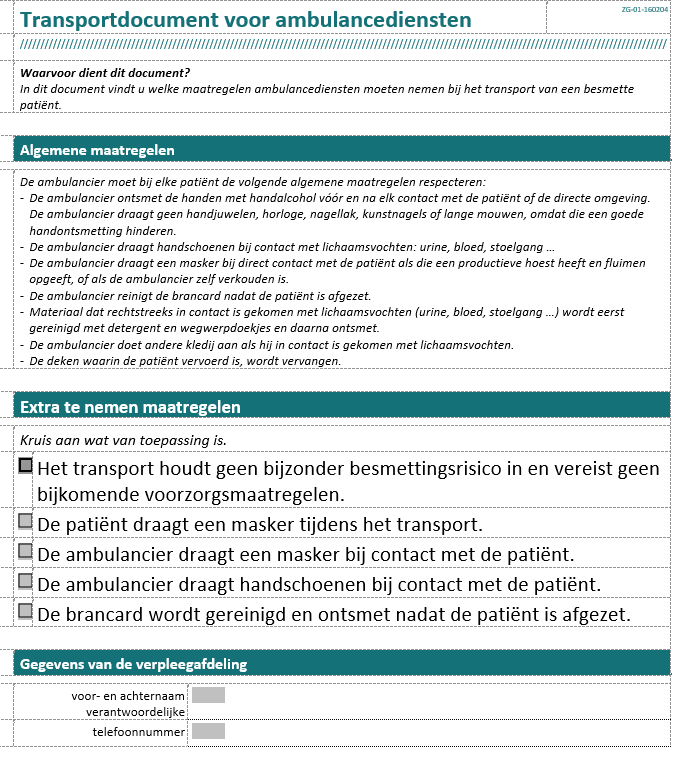 Transportdocument voor ambulancediensten
ZG-01-160204
Waarvoor dient dit document?
In dit document vindt u welke maatregelen ambulancediensten moeten nemen bij het transport van een besmette
patiënt.
Algemene maatregelen
De ambulancier moet bij elke patiënt de volgende algemene maatregelen respecteren:
- De ambulancier ontsmet de handen met handalcohol vóór en na elk contact met de patiënt of de directe omgeving.
De ambulancier draagt geen handjuwelen, horloge, nagellak, kunstnagels of lange mouwen, omdat die een goede
handontsmetting hinderen.
- De ambulancier draagt handschoenen bij contact met lichaamsvochten: urine, bloed, stoelgang ...
- De ambulancier draagt een masker bij direct contact met de patiënt als die een productieve hoest heeft en fluimen
opgeeft, of als de ambulancier zelf verkouden is.
- De ambulancier reinigt de brancard nadat de patiënt is afgezet.
- Materiaal dat rechtstreeks in contact is gekomen met lichaamsvochten (urine, bloed, stoelgang ...) wordt eerst
gereinigd met detergent en wegwerpdoekjes en daarna ontsmet.
- De ambulancier doet andere kledij aan als hij in contact is gekomen met lichaamsvochten.
- De deken waarin de patiënt vervoerd is, wordt vervangen.
Extra te nemen maatregelen
Kruis aan wat van toepassing is.
Het transport houdt geen bijzonder besmettingsrisico in en vereist geen
bijkomende voorzorgsmaatregelen.
De patiënt draagt een masker tijdens het transport.
De ambulancier draagt een masker bij contact met de patiënt.
De ambulancier draagt handschoenen bij contact met de patiënt.
De brancard wordt gereinigd en ontsmet nadat de patiënt is afgezet.
Gegevens van de verpleegafdeling
voor- en achternaam
verantwoordelijke
telefoonnummer